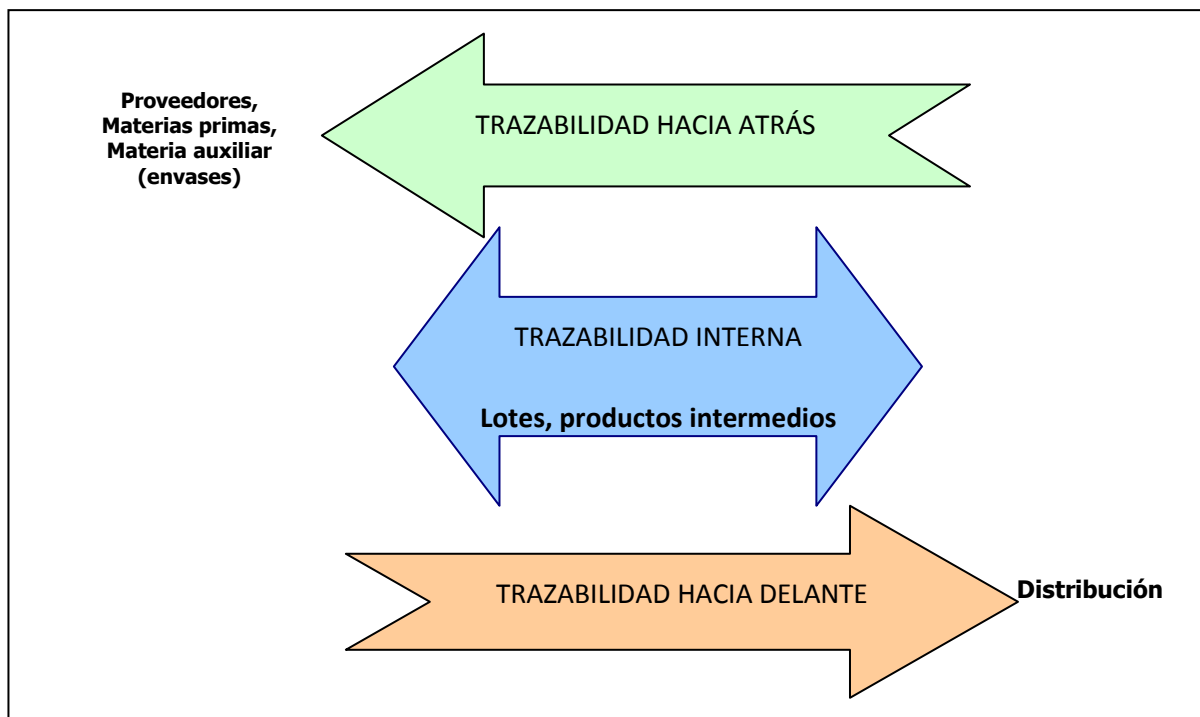 Proveedores,
Materias primas,
Materia auxiliar
(envases)
TRAZABILIDAD HACIA ATRÁS
TRAZABILIDAD INTERNA
Lotes, productos intermedios
TRAZABILIDAD HACIA DELANTE
Distribución